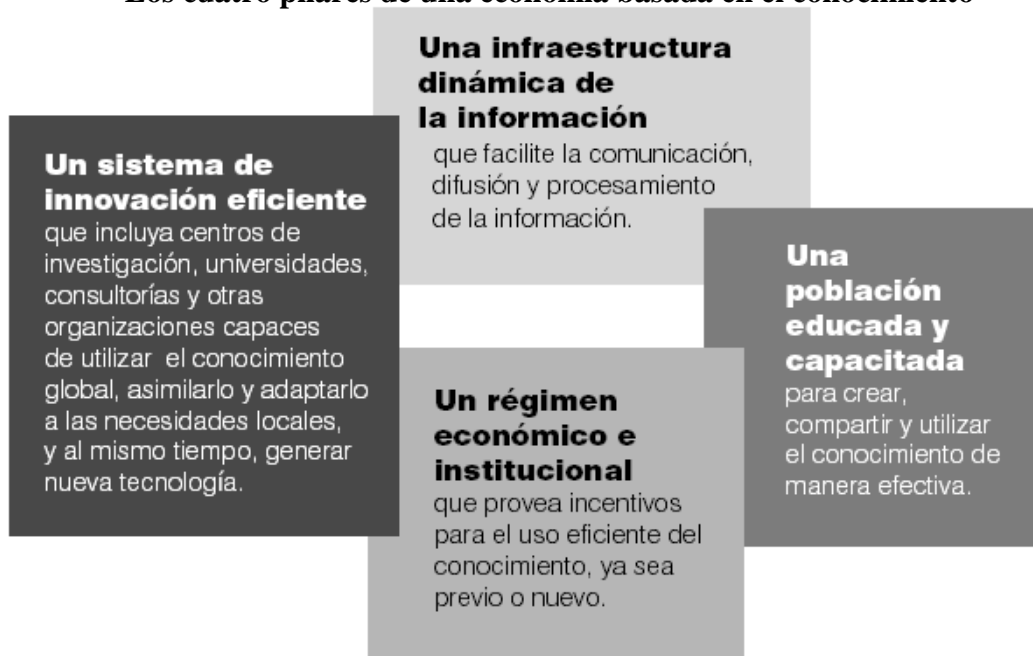 Los cuatro pilares de una economía basada en el conocimiento
Una infraestructura
dinámica de
la información
que facilite la comunicación,
difusión y procesamiento
de la información.
Un sistema de
innovación eficiente
que incluya centros de
investigación, universidades,
consultorías y otras
organizaciones capaces
de utilizar el conocimiento
global, asimilarlo y adaptarlo
a las necesidades locales,
y al mismo tiempo, generar
nueva tecnología.
Una
población
educada y
capacitada
para crear,
compartir y utilizar
el conocimiento de
manera efectiva.
Un régimen
económico e
institucional
que provea incentivos
para el uso eficiente del
conocimiento, ya sea
previo o nuevo.